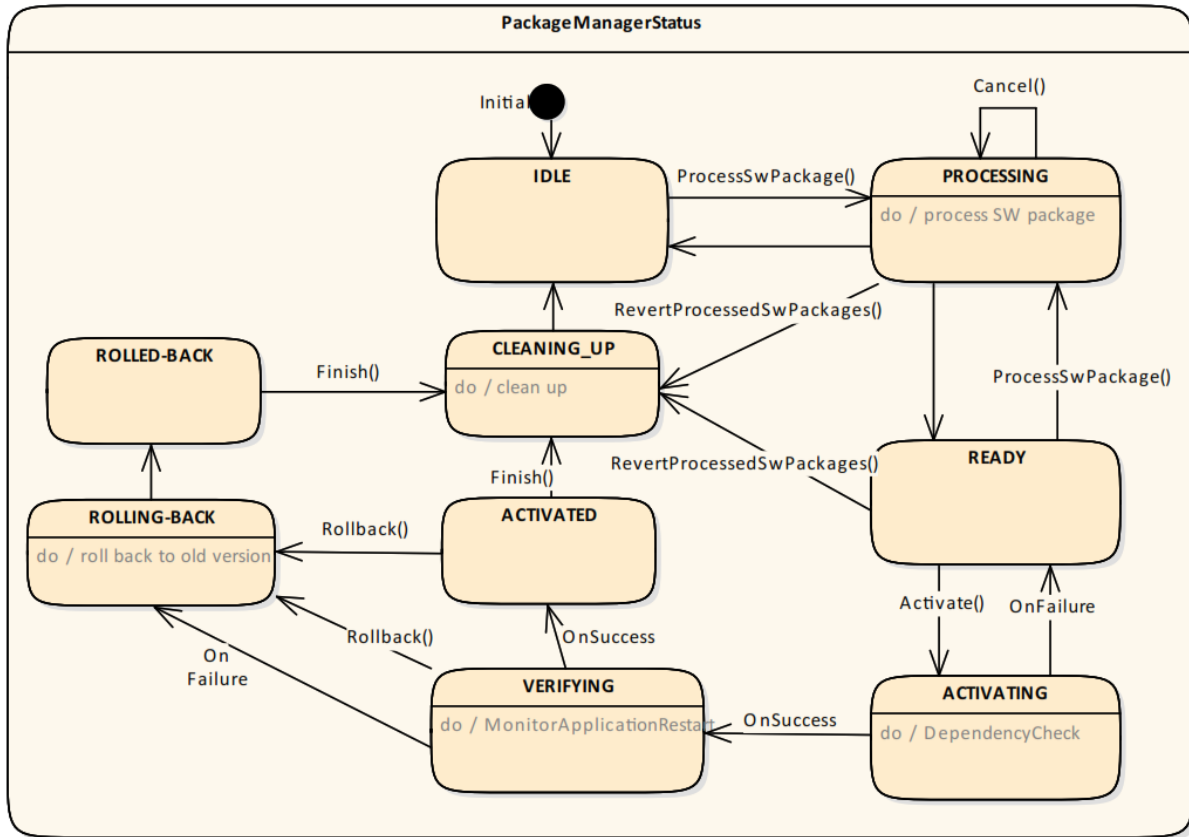 PackageManagerStatus
Cancel()
Initial
IDLE
ProcessSwPackage()
PROCESSING
do / process SW package
RevertProcessedSwPackages()
ROLLED-BACK
Finish()
CLEANING_UP
do / clean up
ProcessSwPackage()
RevertProcessedSwPackages()
READY
Finish()
ROLLING-BACK
do / roll back to old version
Rollback()
ACTIVATED
Activate()
OnFailure
Rollback()
OnSuccess
On
Failure
VERIFYING
do / MonitorApplicationRestart
OnSuccess
ACTIVATING
do / DependencyCheck